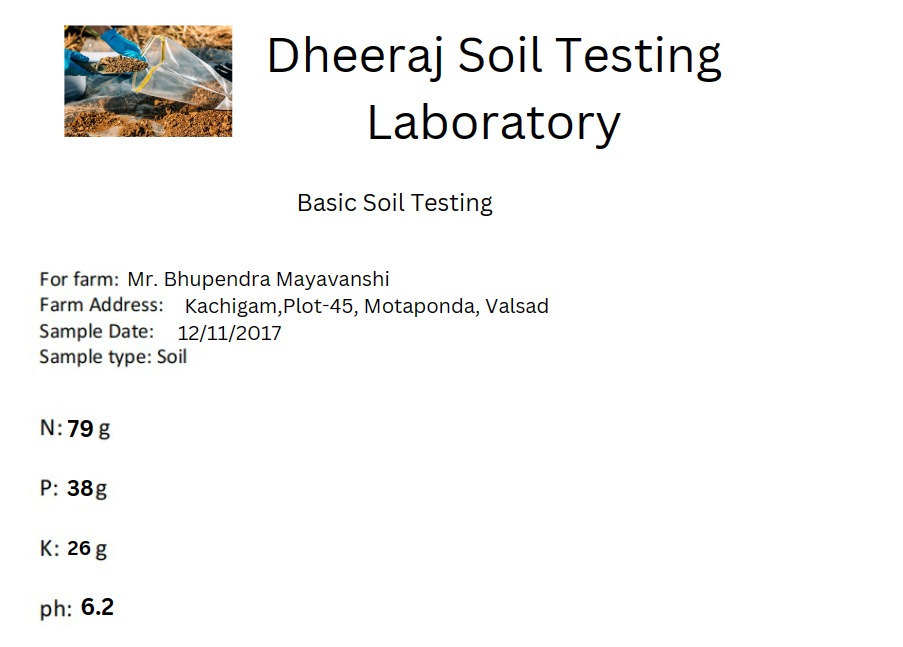 Dheeraj Soil Testing
Laboratory
Basic Soil Testing
For farm: Mr. Bhupendra Mayavanshi
Farm Address: Kachigam,Plot-45, Motaponda, Valsad
Sample Date: 12/11/2017
Sample type: Soil
N: 79 g
P: 38g
K: 26 g
ph: 6.2